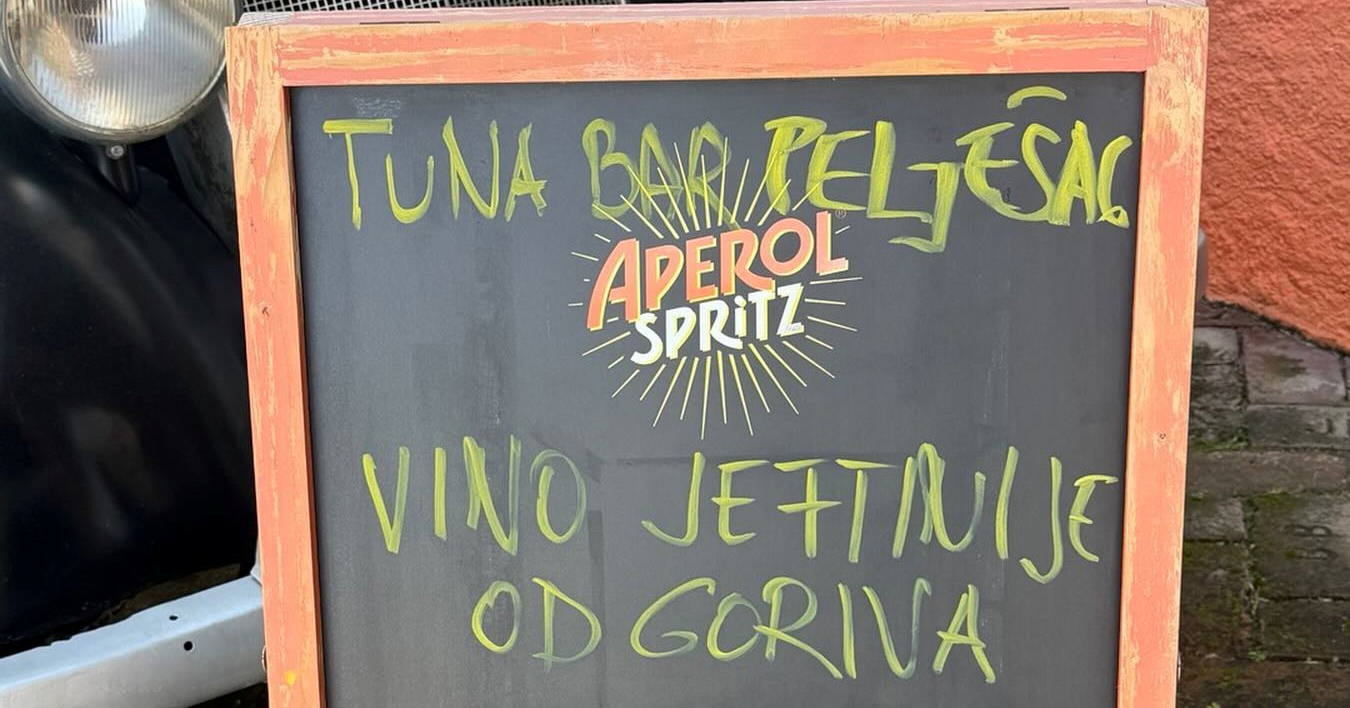 TUNA BAR PELJEŠAC
APEROL®
SPRiTZ
VINO JEFTINIJE
OD GORIVA